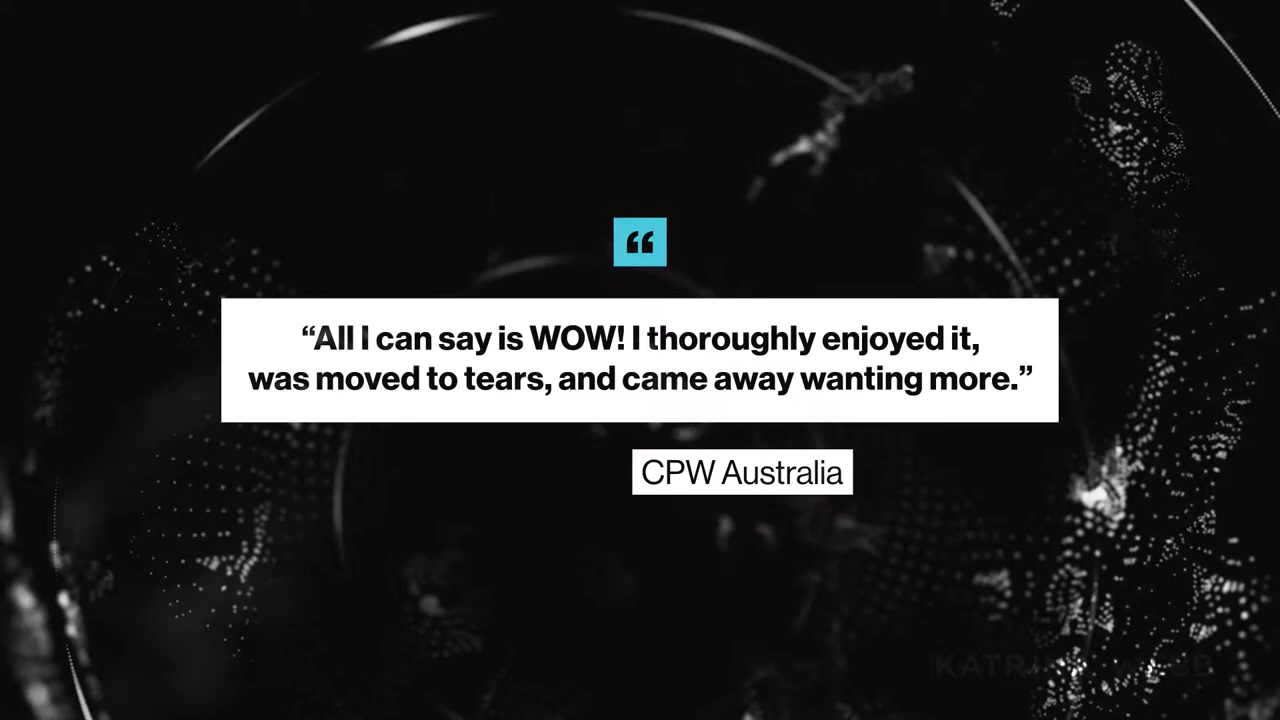 “
“All I can say is WOW! I thoroughly enjoyed it,
was moved to tears, and came away wanting more.”
CPW Australia